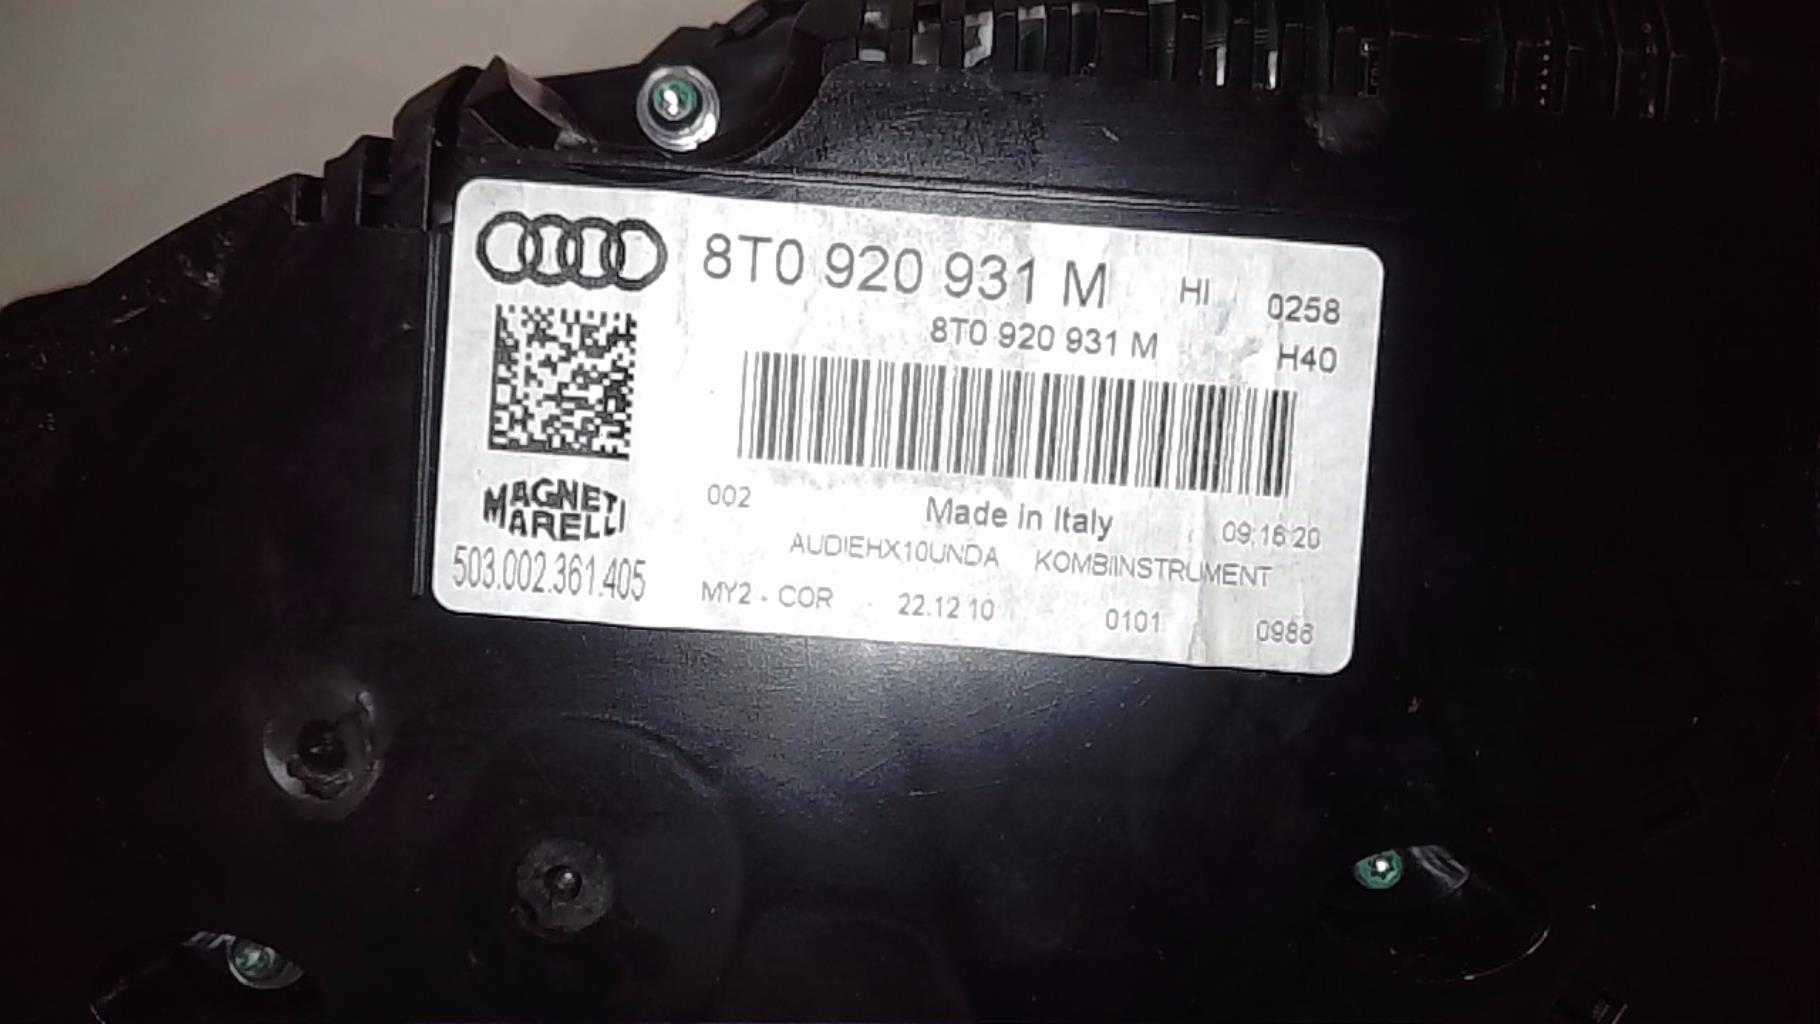 8T0 920 931 M HI 0258
8T0 920 931 M H40
MAGNETI
MARELLI
503.002.361.405
002 Made in Italy 09:16:20
AUDIEHX10UNDA KOMBIINSTRUMENT
MY2 - COR 22.12.10 0101 0986